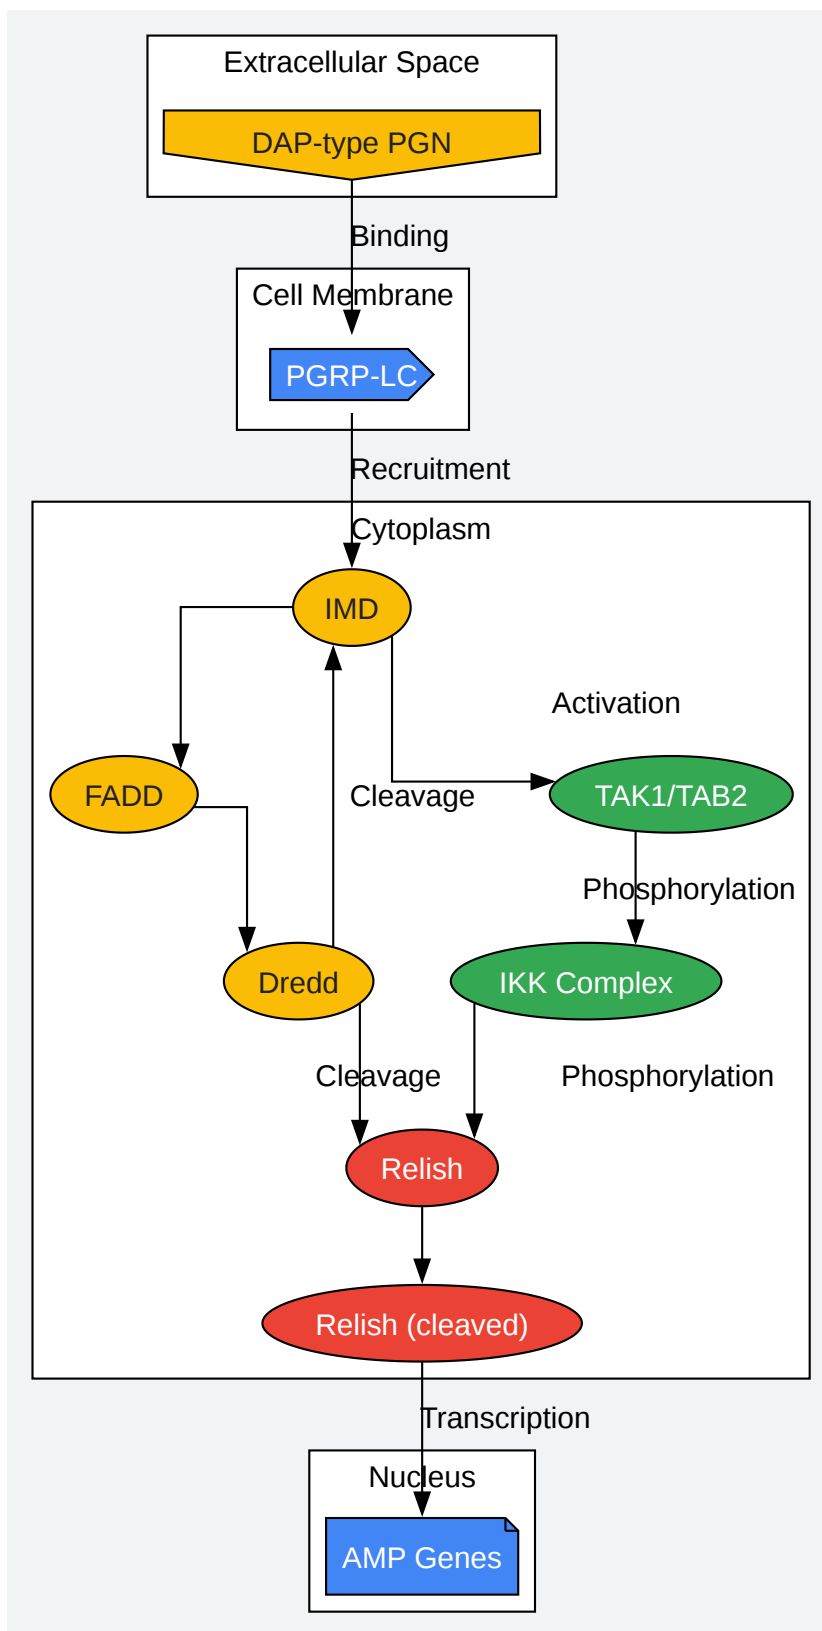 Extracellular Space
DAP-type PGN
Binding
Cell Membrane
PGRP-LC
Recruitment
Cytoplasm
IMD
Activation
FADD
Cleavage
TAK1/TAB2
Phosphorylation
Dredd
IKK Complex
Cleavage
Phosphorylation
Relish
Relish (cleaved)
Transcription
Nucleus
AMP Genes